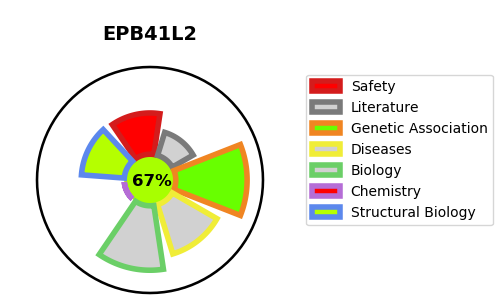 EPB41L2
67%
Safety
Literature
Genetic Association
Diseases
Biology
Chemistry
Structural Biology